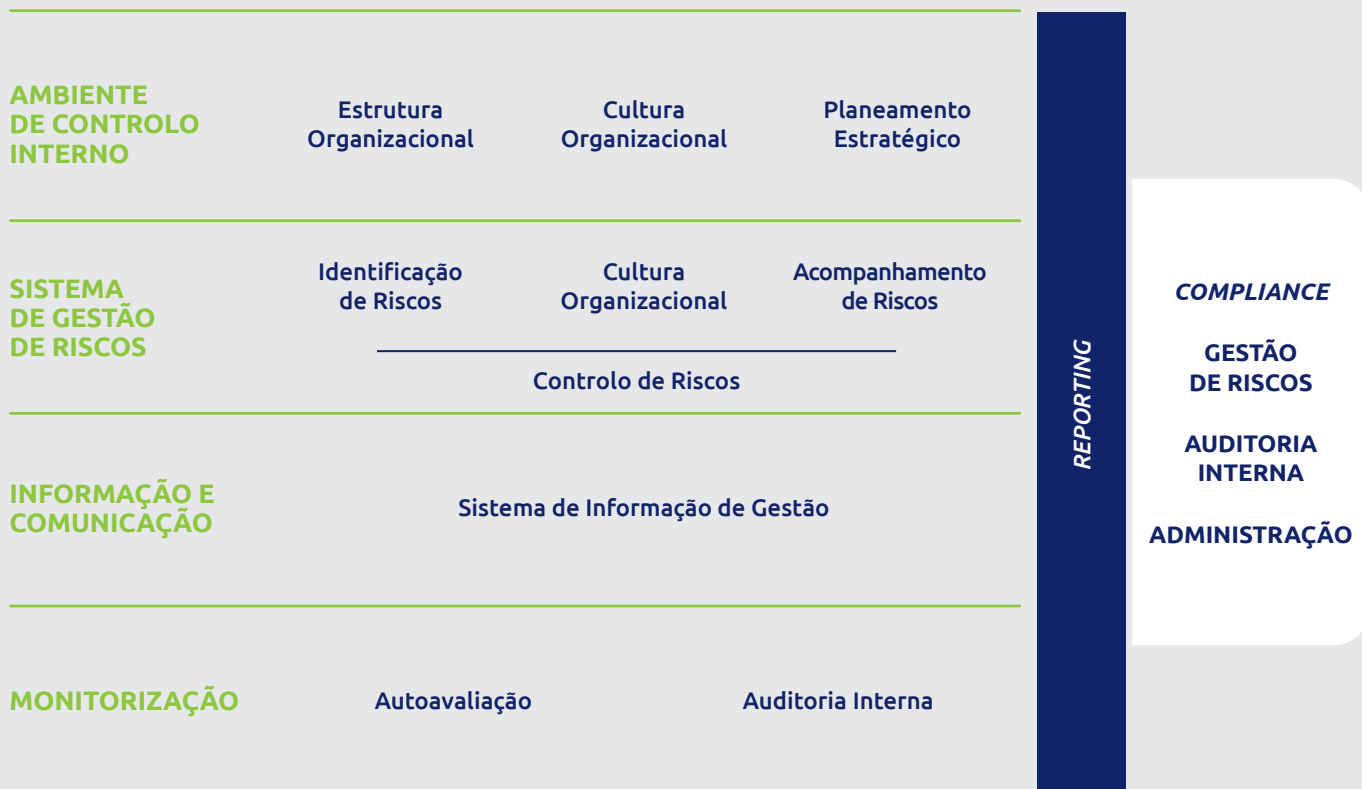 AMBIENTE
DE CONTROLO
INTERNO
Estrutura
Organizacional
Cultura
Organizacional
Planeamento
Estratégico
SISTEMA
DE GESTÃO
DE RISCOS
Identificação
de Riscos
Cultura
Organizacional
Acompanhamento
de Riscos
Controlo de Riscos
INFORMAÇÃO E
COMUNICAÇÃO
Sistema de Informação de Gestão
MONITORIZAÇÃO
Autoavaliação
Auditoria Interna
REPORTING
COMPLIANCE
GESTÃO
DE RISCOS
AUDITORIA
INTERNA
ADMINISTRAÇÃO